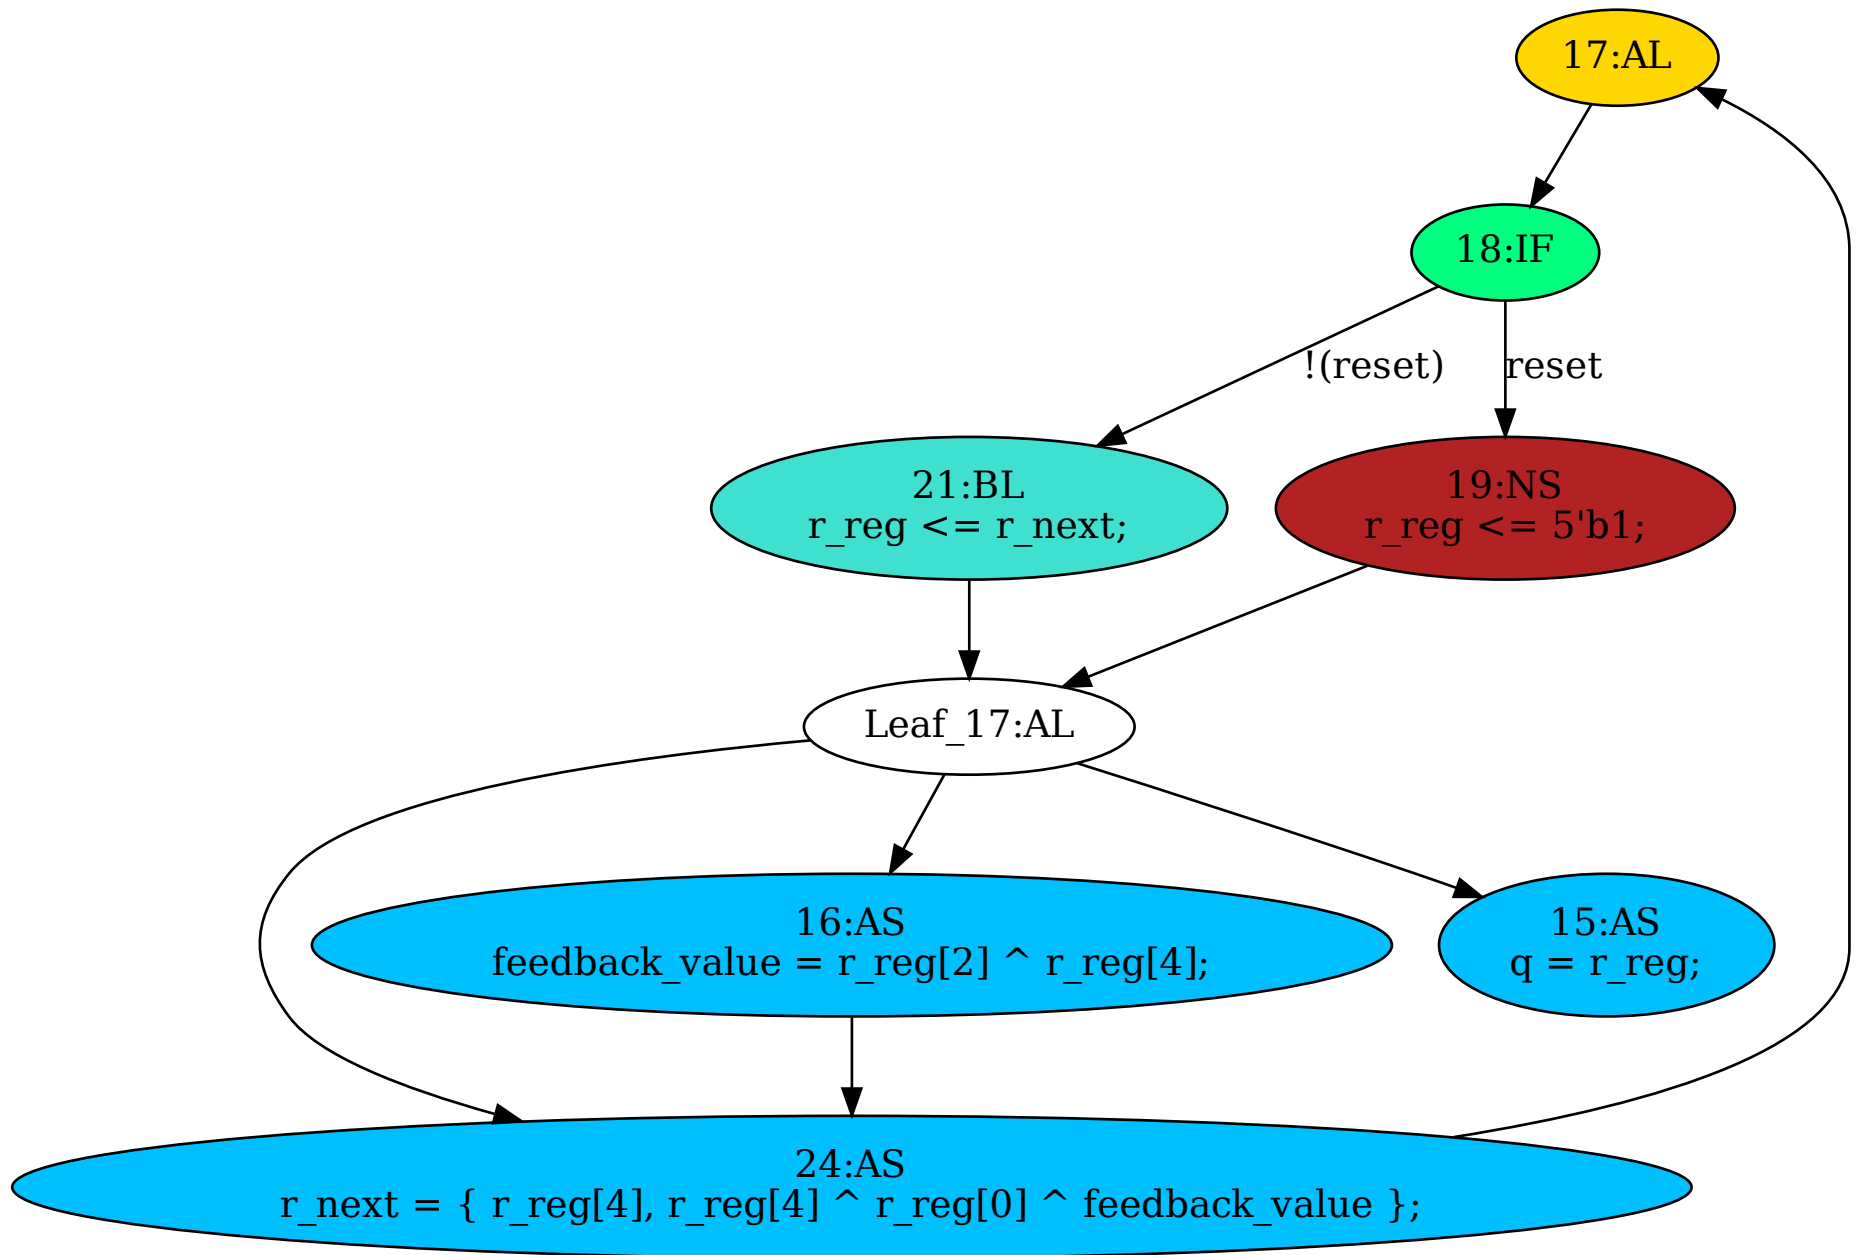 17:AL
18:IF
!(reset)
reset
21:BL
r_reg <= r_next;
19:NS
r_reg <= 5'b1;
Leaf_17:AL
16:AS
feedback_value = r_reg[2] ^ r_reg[4];
15:AS
q = r_reg;
24:AS
r_next = { r_reg[4], r_reg[4] ^ r_reg[0] ^ feedback_value };